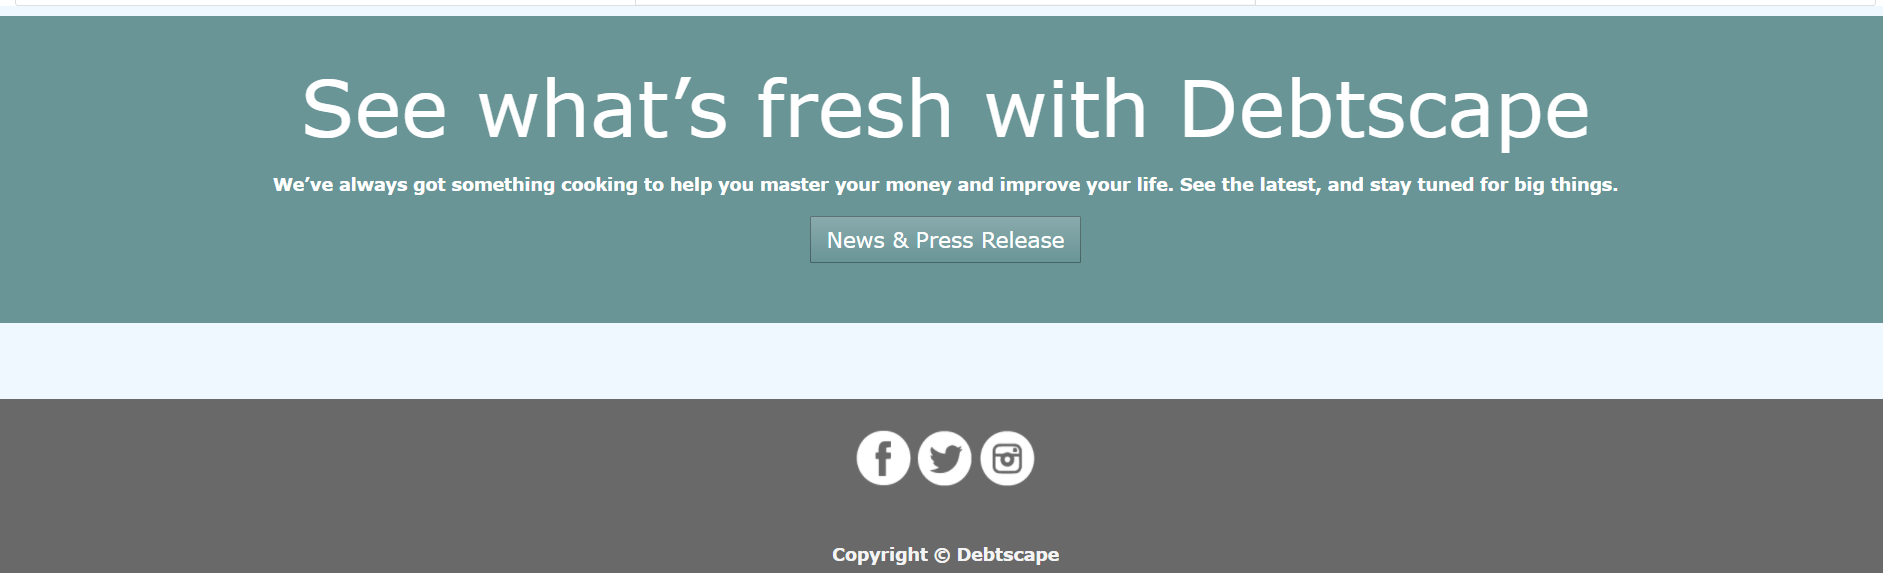 See what’s fresh with Debtscape
We’ve always got something cooking to help you master your money and improve your life. See the latest, and stay tuned for big things.
News & Press Release
Copyright © Debtscape